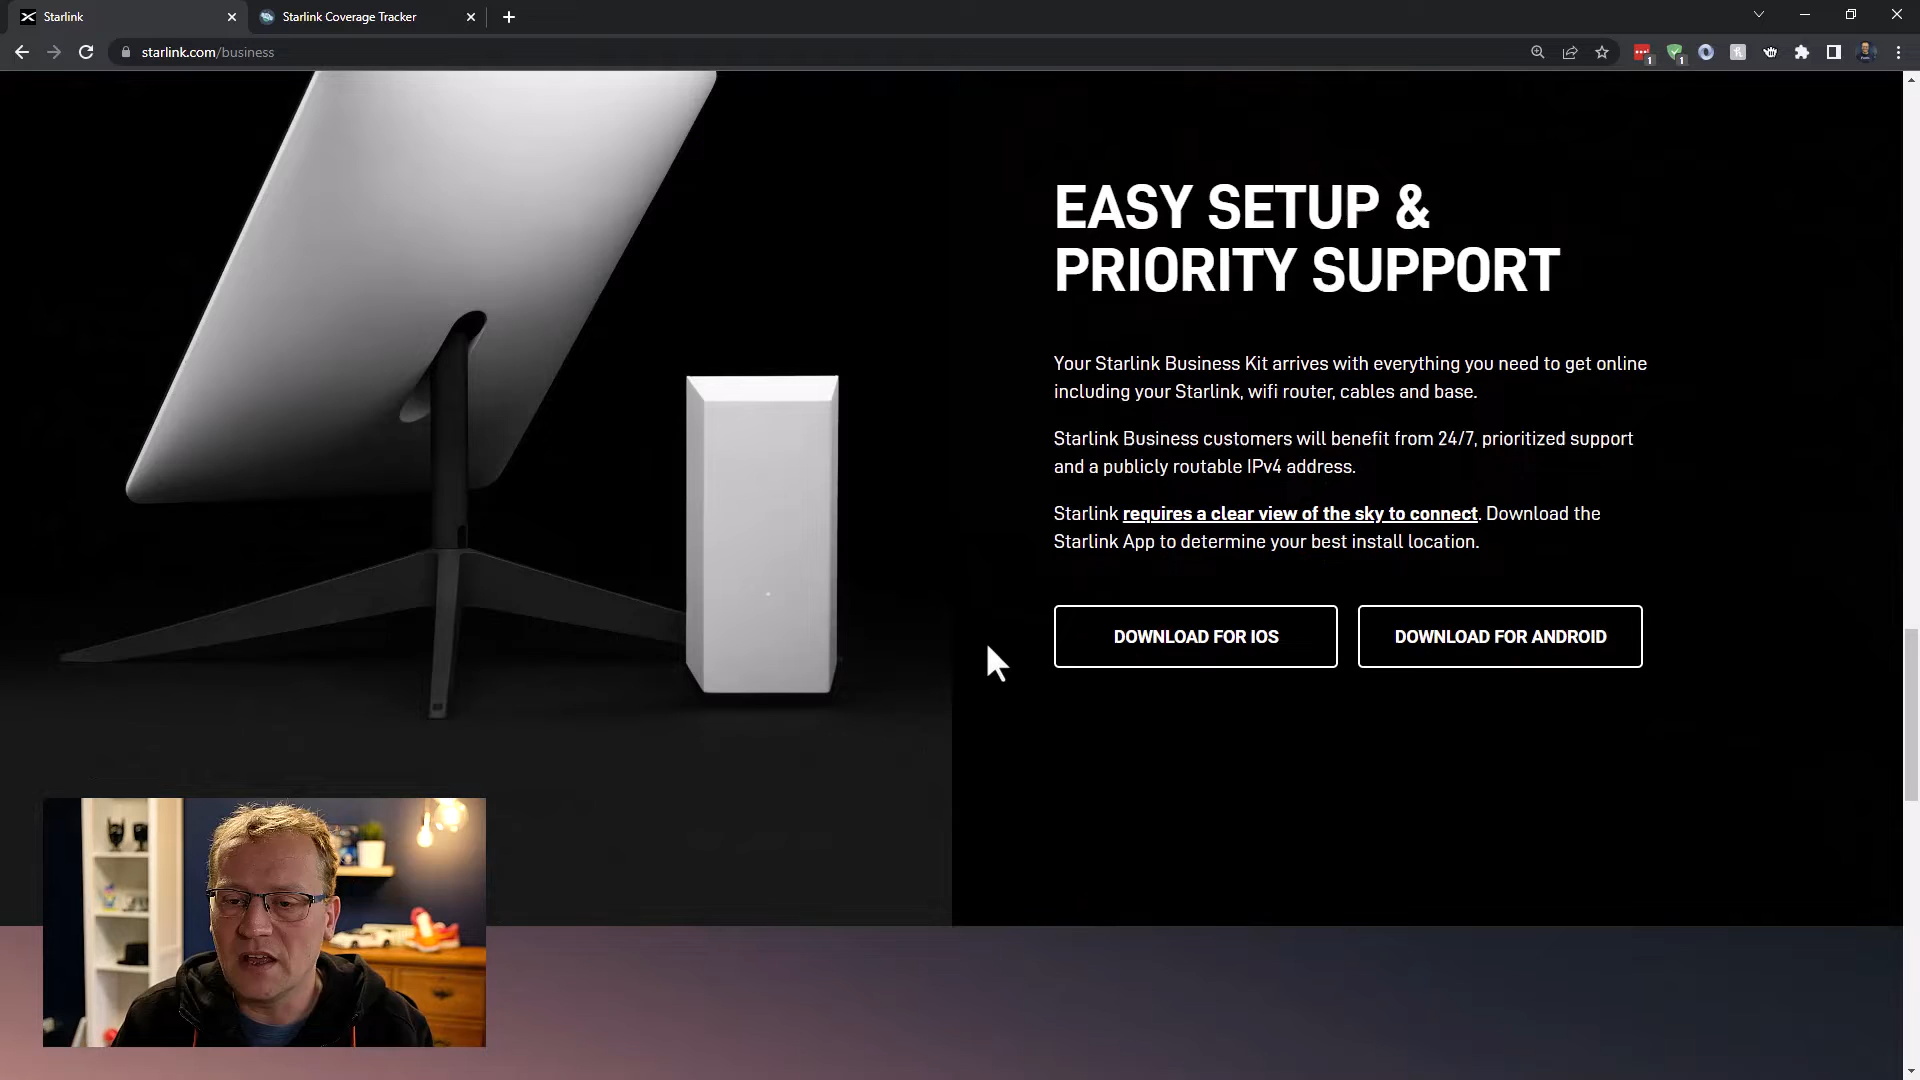 Starlink
Starlink Coverage Tracker
starlink.com/business
1
1
EASY SETUP &
PRIORITY SUPPORT
Your Starlink Business Kit arrives with everything you need to get online
including your Starlink, wifi router, cables and base.
Starlink Business customers will benefit from 24/7, prioritized support
and a publicly routable IPv4 address.
Starlink requires a clear view of the sky to connect. Download the
Starlink App to determine your best install location.
DOWNLOAD FOR IOS
DOWNLOAD FOR ANDROID